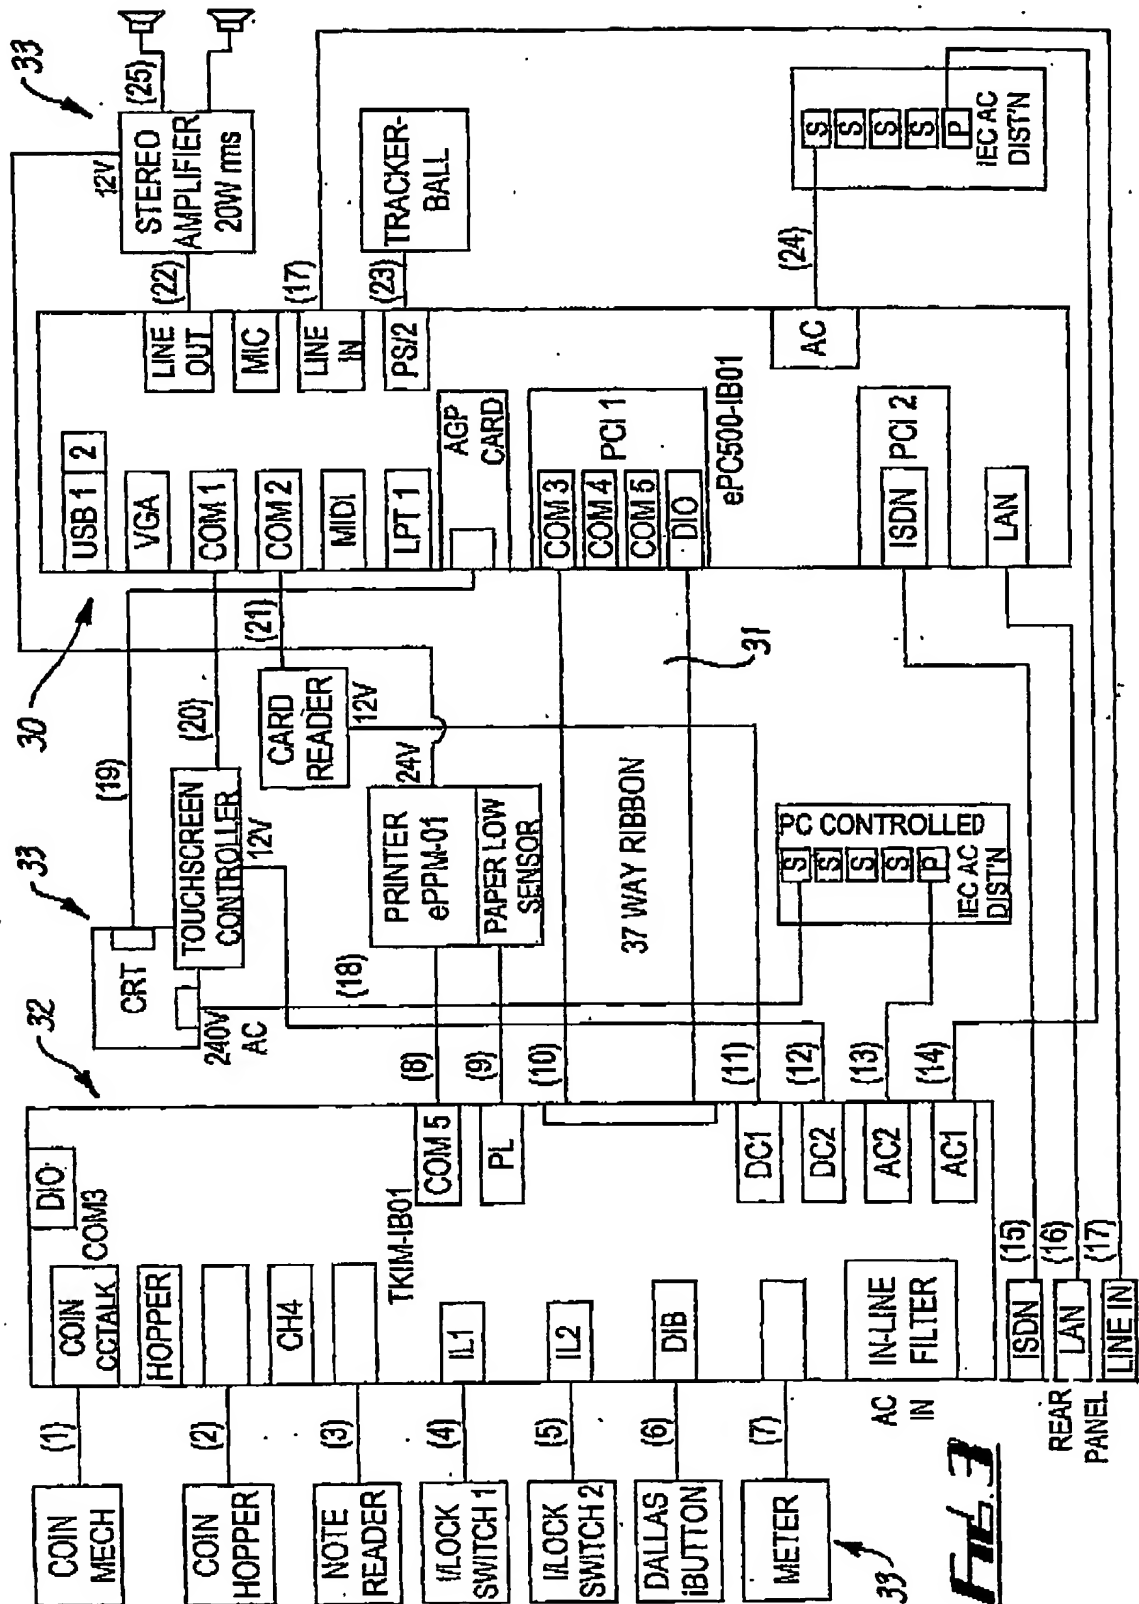 33
(25)
12V
STEREO
AMPLIFIER
20W rms
(22)
(17)
TRACKER-
BALL
(23)
(24)
S
S
S
S
P
IEC AC
DIST'N
LINE
OUT
MIC
LINE
IN
PS/2
AC
USB 1
2
VGA
COM 1
COM 2
MIDI
LPT 1
AGP
CARD
COM 3
COM 4
COM 5
DIO
PCI 1
ePC500-IB01
ISDN
PCI 2
LAN
30
(19)
(20)
(21)
31
33
CRT
240V
AC
TOUCHSCREEN
CONTROLLER
12V
CARD
READER
12V
24V
PRINTER
ePPM-01
PAPER LOW
SENSOR
37 WAY RIBBON
PC CONTROLLED
S
S
S
S
P
IEC AC
DIST'N
(18)
32
(8)
(9)
(10)
(11)
(12)
(13)
(14)
DIO
COM3
COM 5
PL
TKIM-IB01
DC1
DC2
AC2
AC1
COIN
CCTALK
HOPPER
CH4
IL1
IL2
DIB
IN-LINE
FILTER
AC
IN
(15)
(16)
(17)
ISDN
LAN
LINE IN
REAR
PANEL
(1)
(2)
(3)
(4)
(5)
(6)
(7)
COIN
MECH
COIN
HOPPER
NOTE
READER
I/LOCK
SWITCH 1
I/LOCK
SWITCH 2
DALLAS
iBUTTON
METER
33
Fig. 3